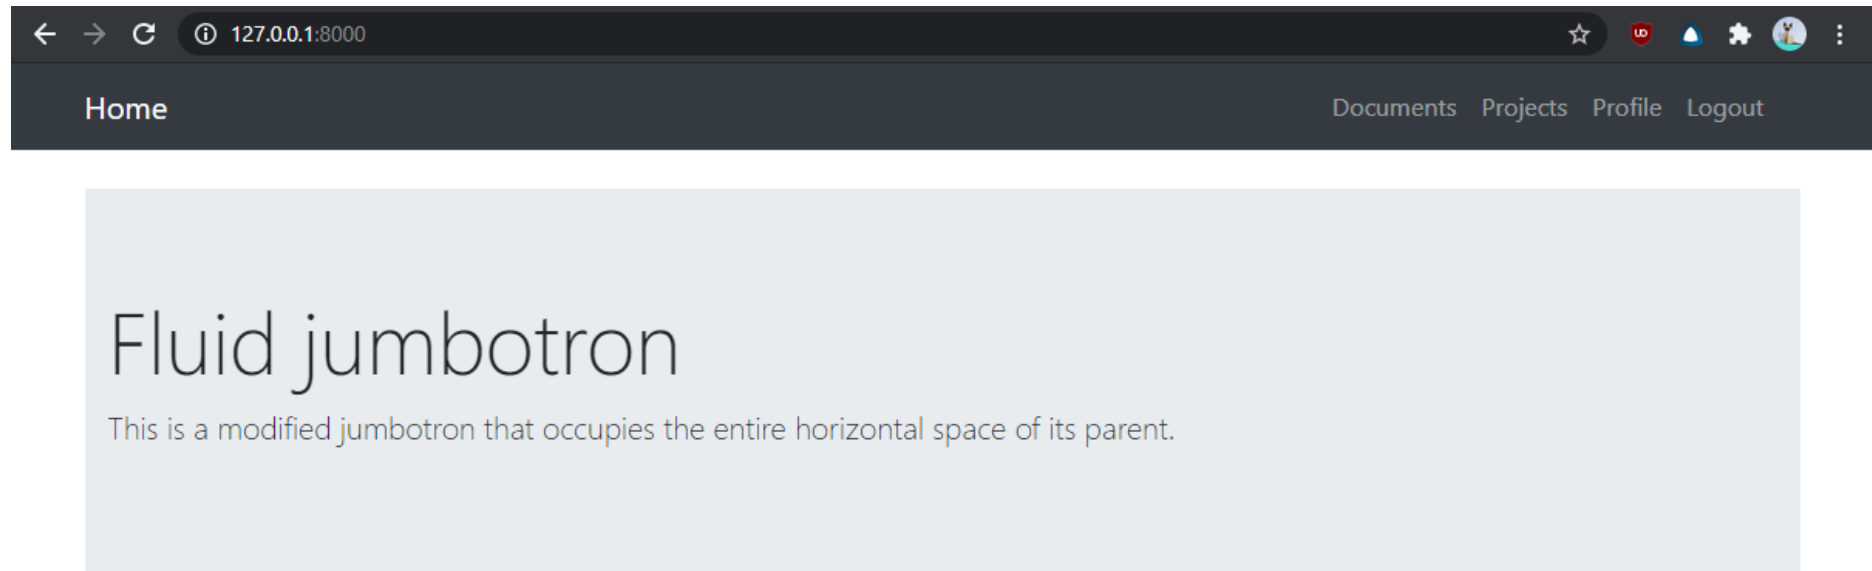 127.0.0.1:8000
Home Documents Projects Profile Logout
Fluid jumbotron
This is a modified jumbotron that occupies the entire horizontal space of its parent.